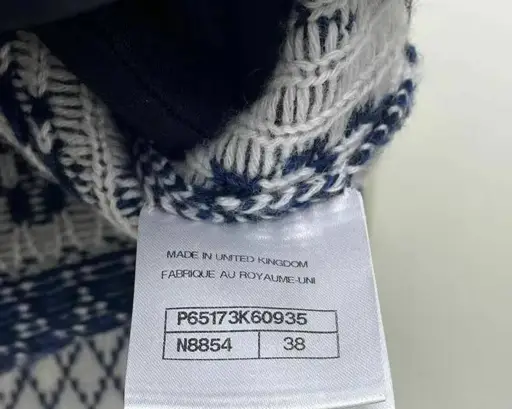 MADE IN UNITED KINGDOM
FABRIQUE AU ROYAUME-UNI
P65173K60935
N8854 38